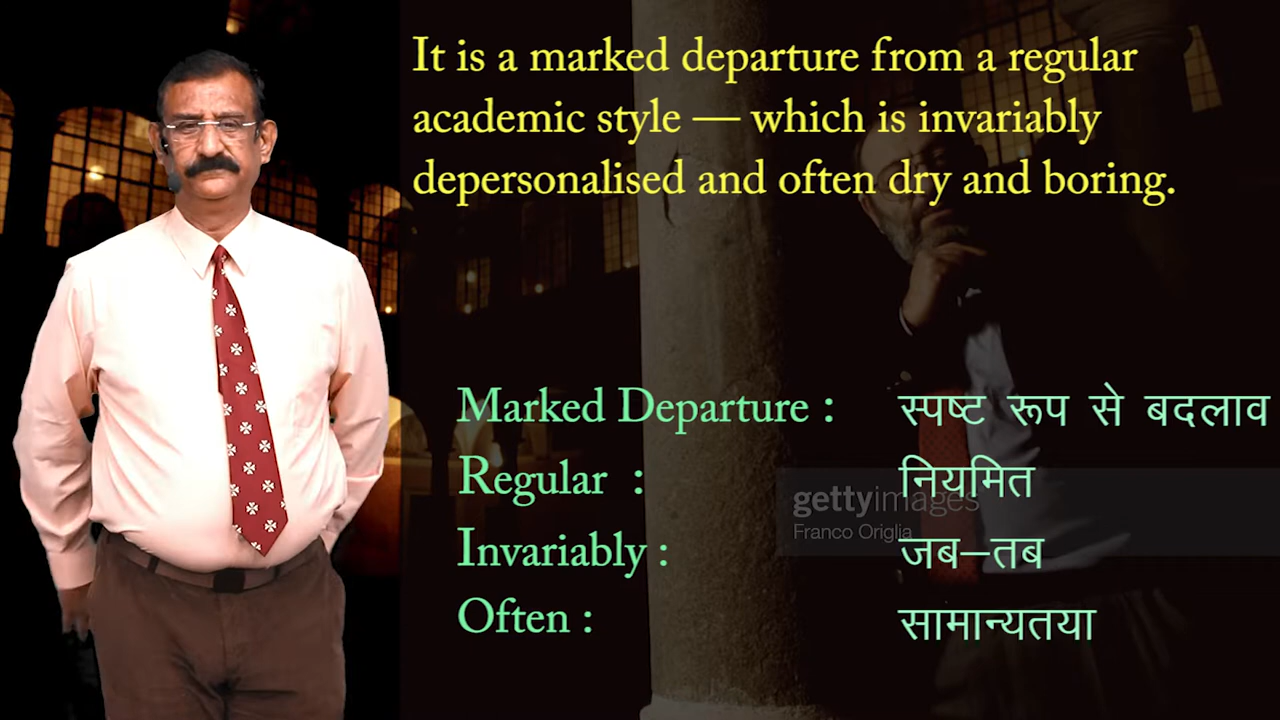 It is a marked departure from a regular
academic style — which is invariably
depersonalised and often dry and boring.
Marked Departure : स्पष्ट रूप से बदलाव
Regular : नियमित
gettyimages
Franco Origlia
Invariably : जब–तब
Often : सामान्यतया